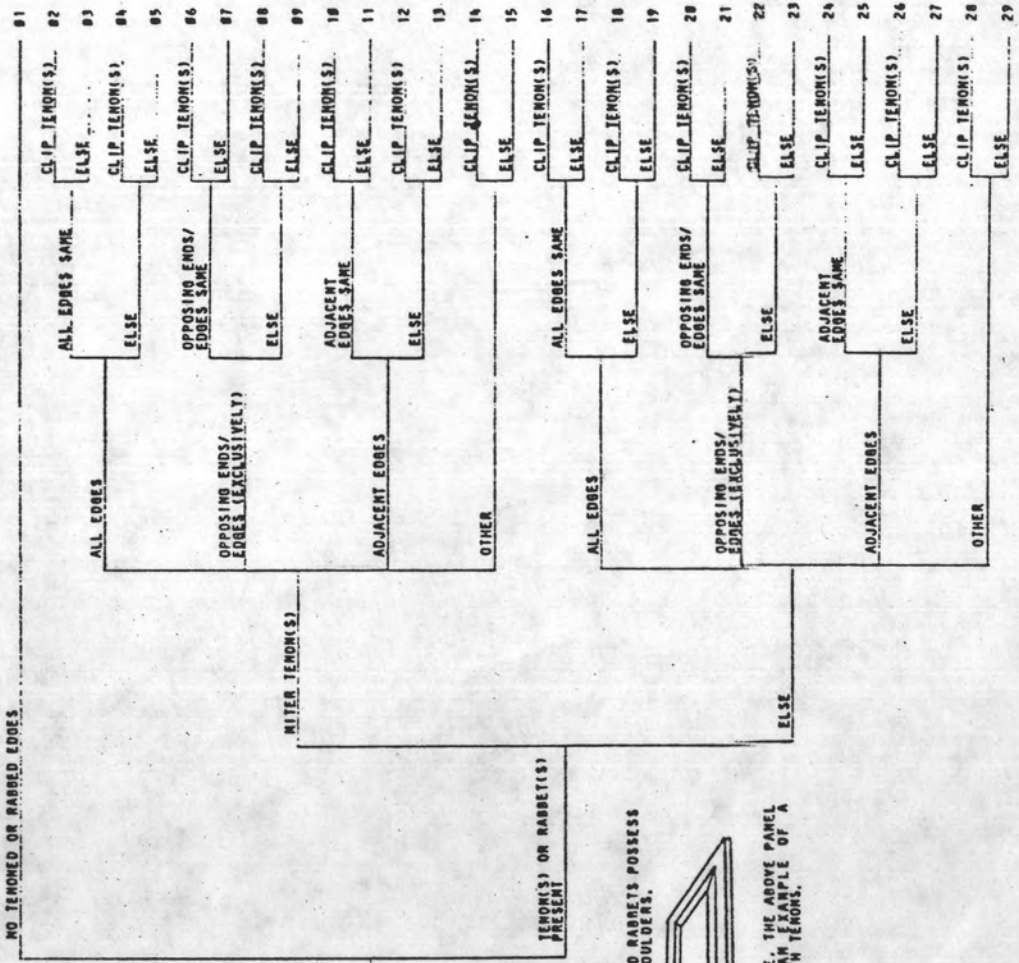 NO TENONED OR RABBED EDGES
01
CLIP TENON(S)
02
ALL EDGES SAME
ELSE
03
CLIP TENON(S)
04
ALL EDGES
ELSE
ELSE
05
CLIP TENON(S)
06
OPPOSING ENDS/
EDGES SAME
ELSE
07
CLIP TENON(S)
08
OPPOSING ENDS/
EDGES (EXCLUSIVELY)
ELSE
ELSE
09
MITER TENON(S)
CLIP TENON(S)
10
ADJACENT
EDGES SAME
ELSE
11
ADJACENT EDGES
CLIP TENON(S)
12
ELSE
ELSE
13
OTHER
CLIP TENON(S)
14
ELSE
15
TENON(S) OR RABBET(S)
PRESENT
CLIP TENON(S)
16
ALL EDGES SAME
ELSE
17
ALL EDGES
CLIP TENON(S)
18
ELSE
ELSE
19
CLIP TENON(S)
20
OPPOSING ENDS/
EDGES SAME
ELSE
21
OPPOSING ENDS/
EDGES (EXCLUSIVELY)
CLIP TENON(S)
22
ELSE
ELSE
ELSE
23
CLIP TENON(S)
24
ADJACENT
EDGES SAME
ELSE
25
ADJACENT EDGES
CLIP TENON(S)
26
ELSE
ELSE
27
OTHER
CLIP TENON(S)
28
ELSE
29
D RABBETS POSSESS
OULDERS.
E, THE ABOVE PANEL
AN EXAMPLE OF A
H TENONS.